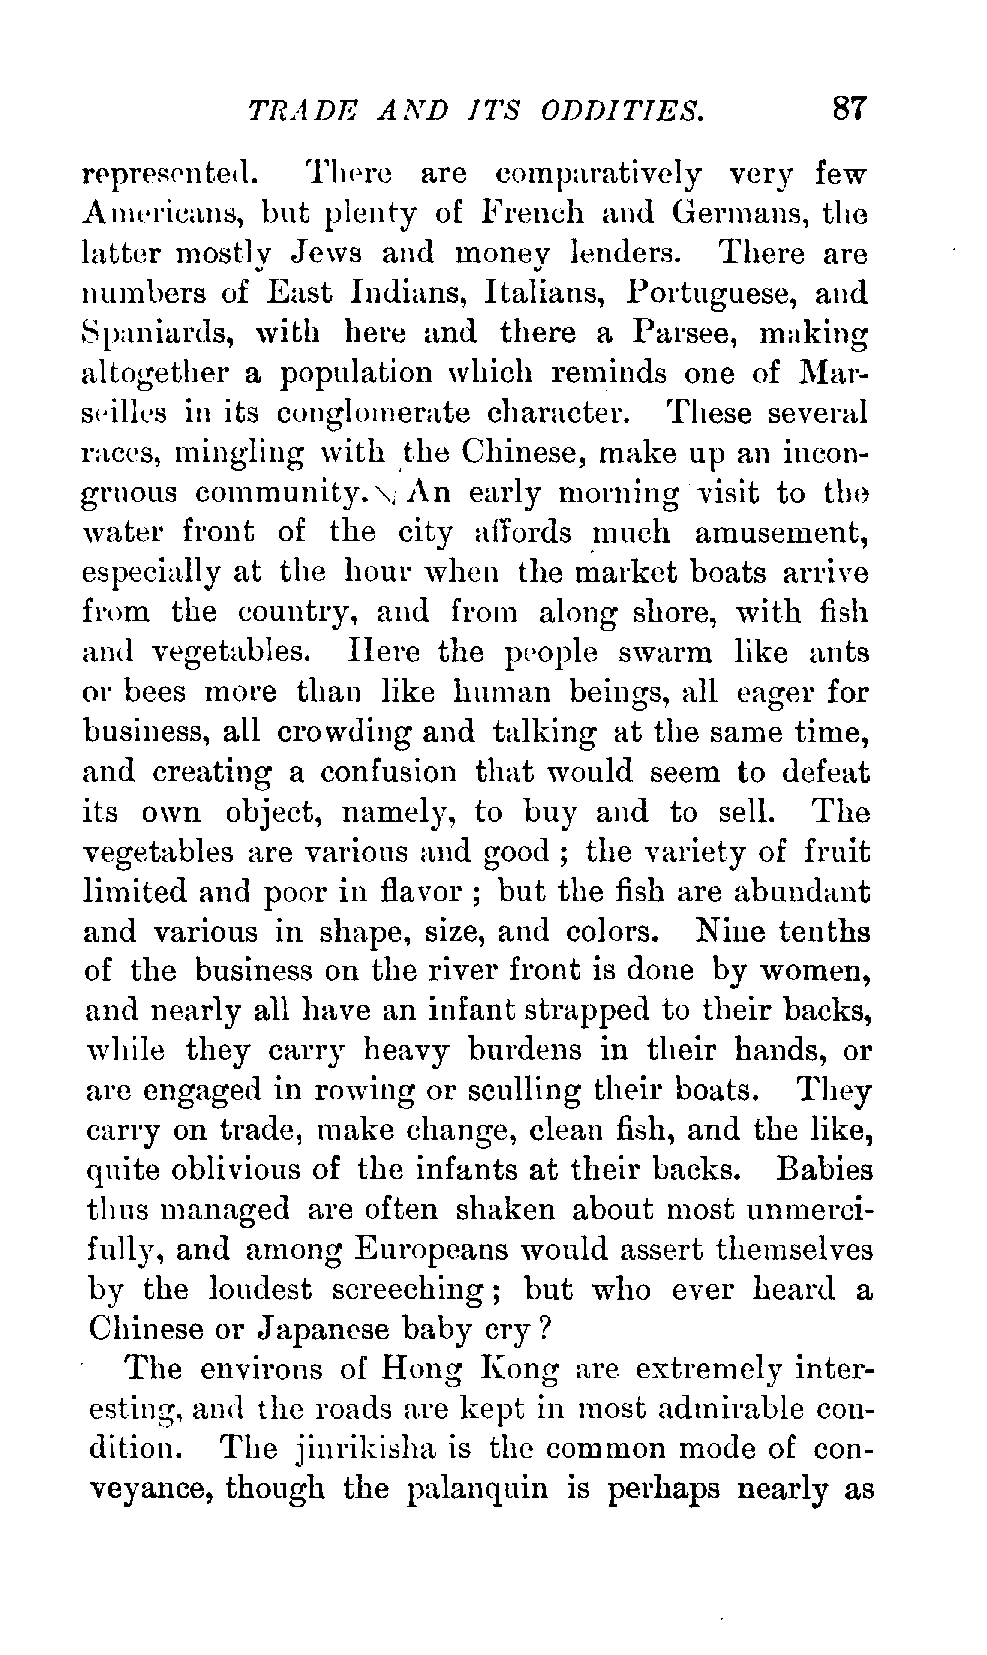 TRADE AND ITS ODDITIES. 87
represented. There are comparatively very few
Americans, but plenty of French and Germans, the
latter mostly Jews and money lenders. There are
numbers of East Indians, Italians, Portuguese, and
Spaniards, with here and there a Parsee, making
altogether a population which reminds one of Mar-
seilles in its conglomerate character. These several
races, mingling with the Chinese, make up an incon-
gruous community. An early morning visit to the
water front of the city affords much amusement,
especially at the hour when the market boats arrive
from the country, and from along shore, with fish
and vegetables. Here the people swarm like ants
or bees more than like human beings, all eager for
business, all crowding and talking at the same time,
and creating a confusion that would seem to defeat
its own object, namely, to buy and to sell. The
vegetables are various and good ; the variety of fruit
limited and poor in flavor ; but the fish are abundant
and various in shape, size, and colors. Nine tenths
of the business on the river front is done by women,
and nearly all have an infant strapped to their backs,
while they carry heavy burdens in their hands, or
are engaged in rowing or sculling their boats. They
carry on trade, make change, clean fish, and the like,
quite oblivious of the infants at their backs. Babies
thus managed are often shaken about most unmerci-
fully, and among Europeans would assert themselves
by the loudest screeching ; but who ever heard a
Chinese or Japanese baby cry ?
The environs of Hong Kong are extremely inter-
esting, and the roads are kept in most admirable con-
dition. The jinrikisha is the common mode of con-
veyance, though the palanquin is perhaps nearly as